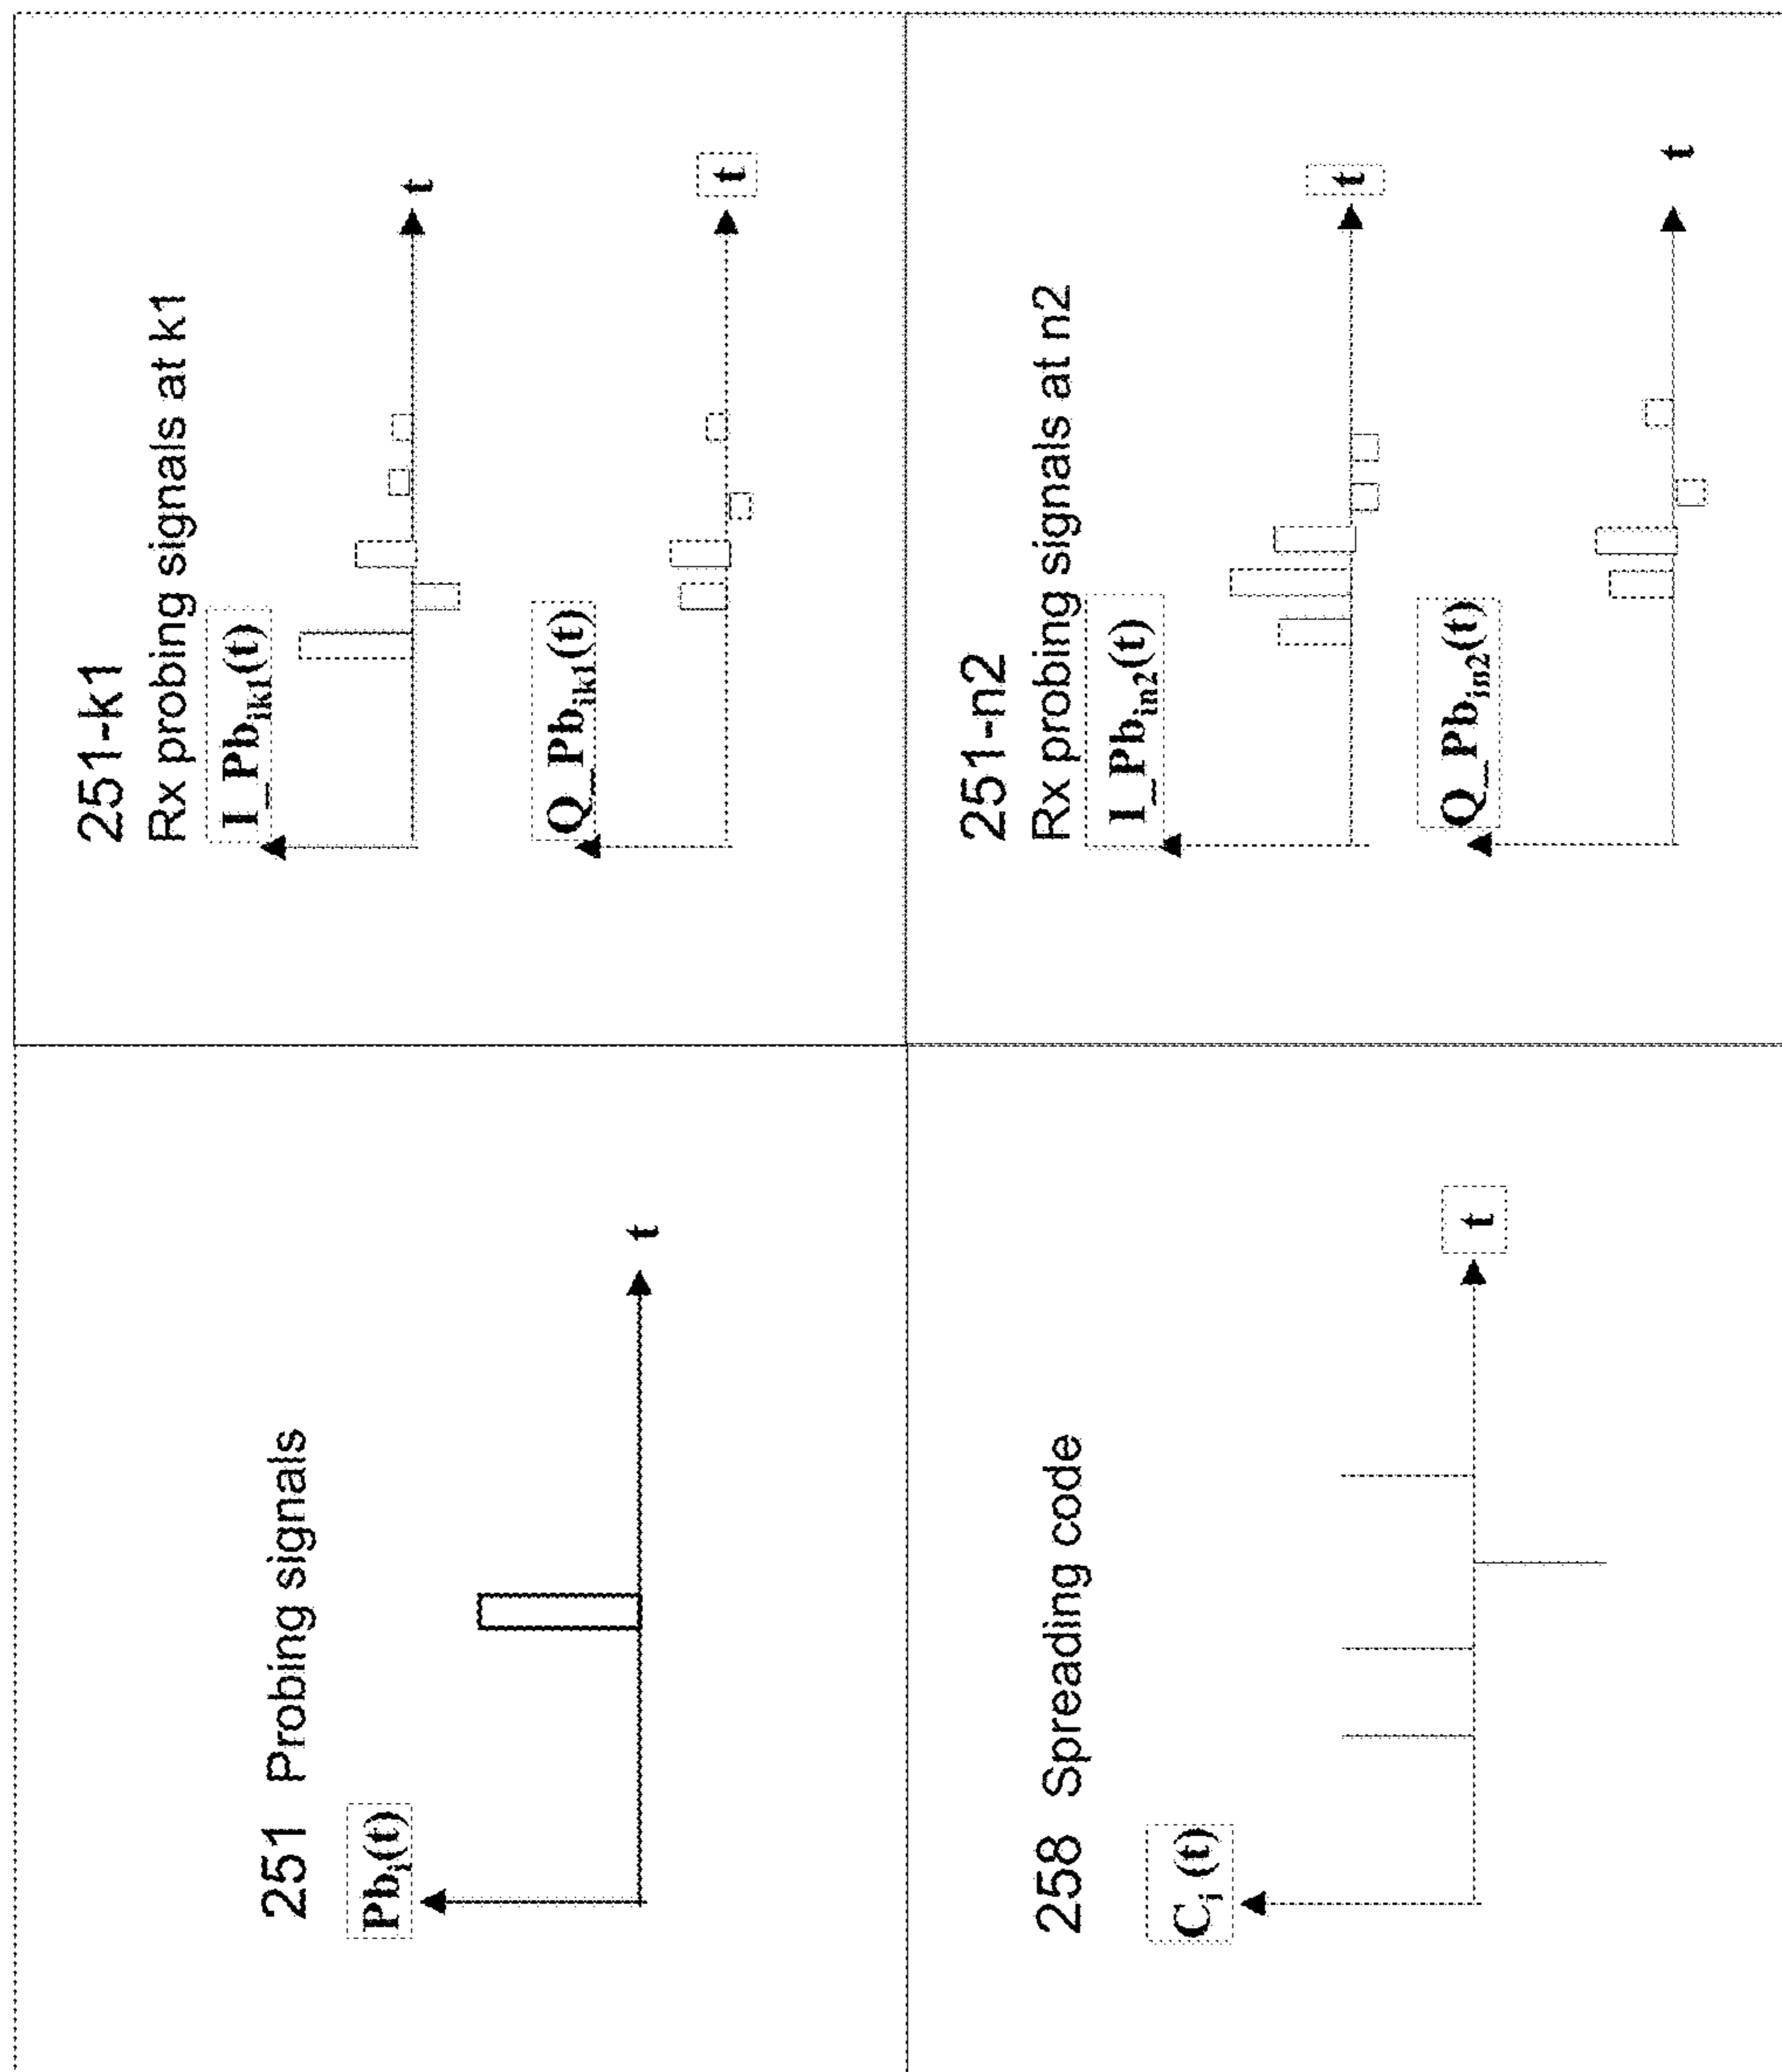 251 Probing signals
Pb_i(t)
t
251-k1
Rx probing signals at k1
I_Pb_ik1(t)
t
Q_Pb_ik1(t)
t
258 Spreading code
C_i (t)
t
251-n2
Rx probing signals at n2
I_Pb_in2(t)
t
Q_Pb_in2(t)
t